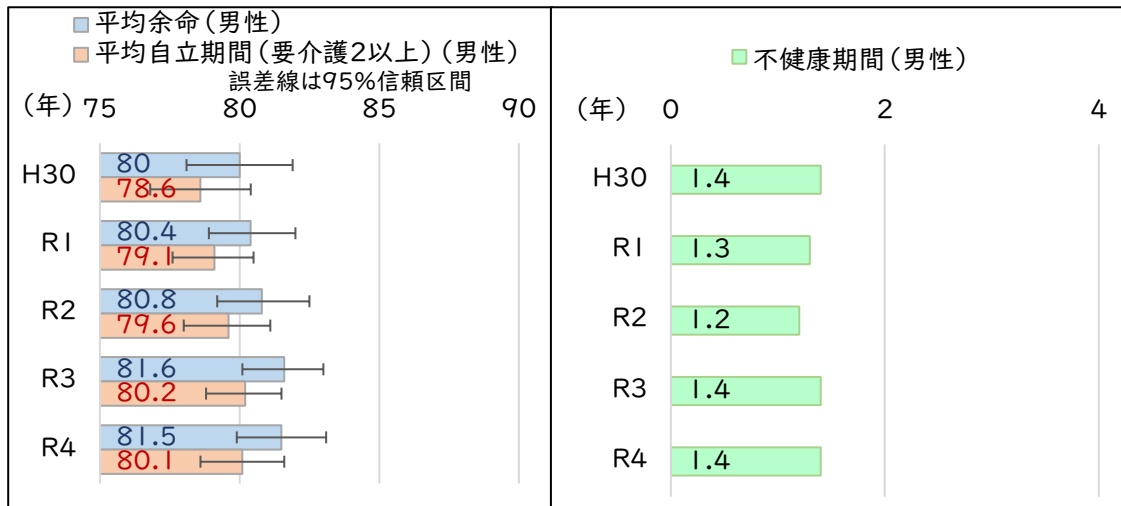 平均余命(男性)
平均自立期間(要介護2以上)(男性)
誤差線は95%信頼区間
(年) 75 80 85 90
H30 80
78.6
R1 80.4
79.1
R2 80.8
79.6
R3 81.6
80.2
R4 81.5
80.1
不健康期間(男性)
(年) 0 2 4
H30 1.4
R1 1.3
R2 1.2
R3 1.4
R4 1.4